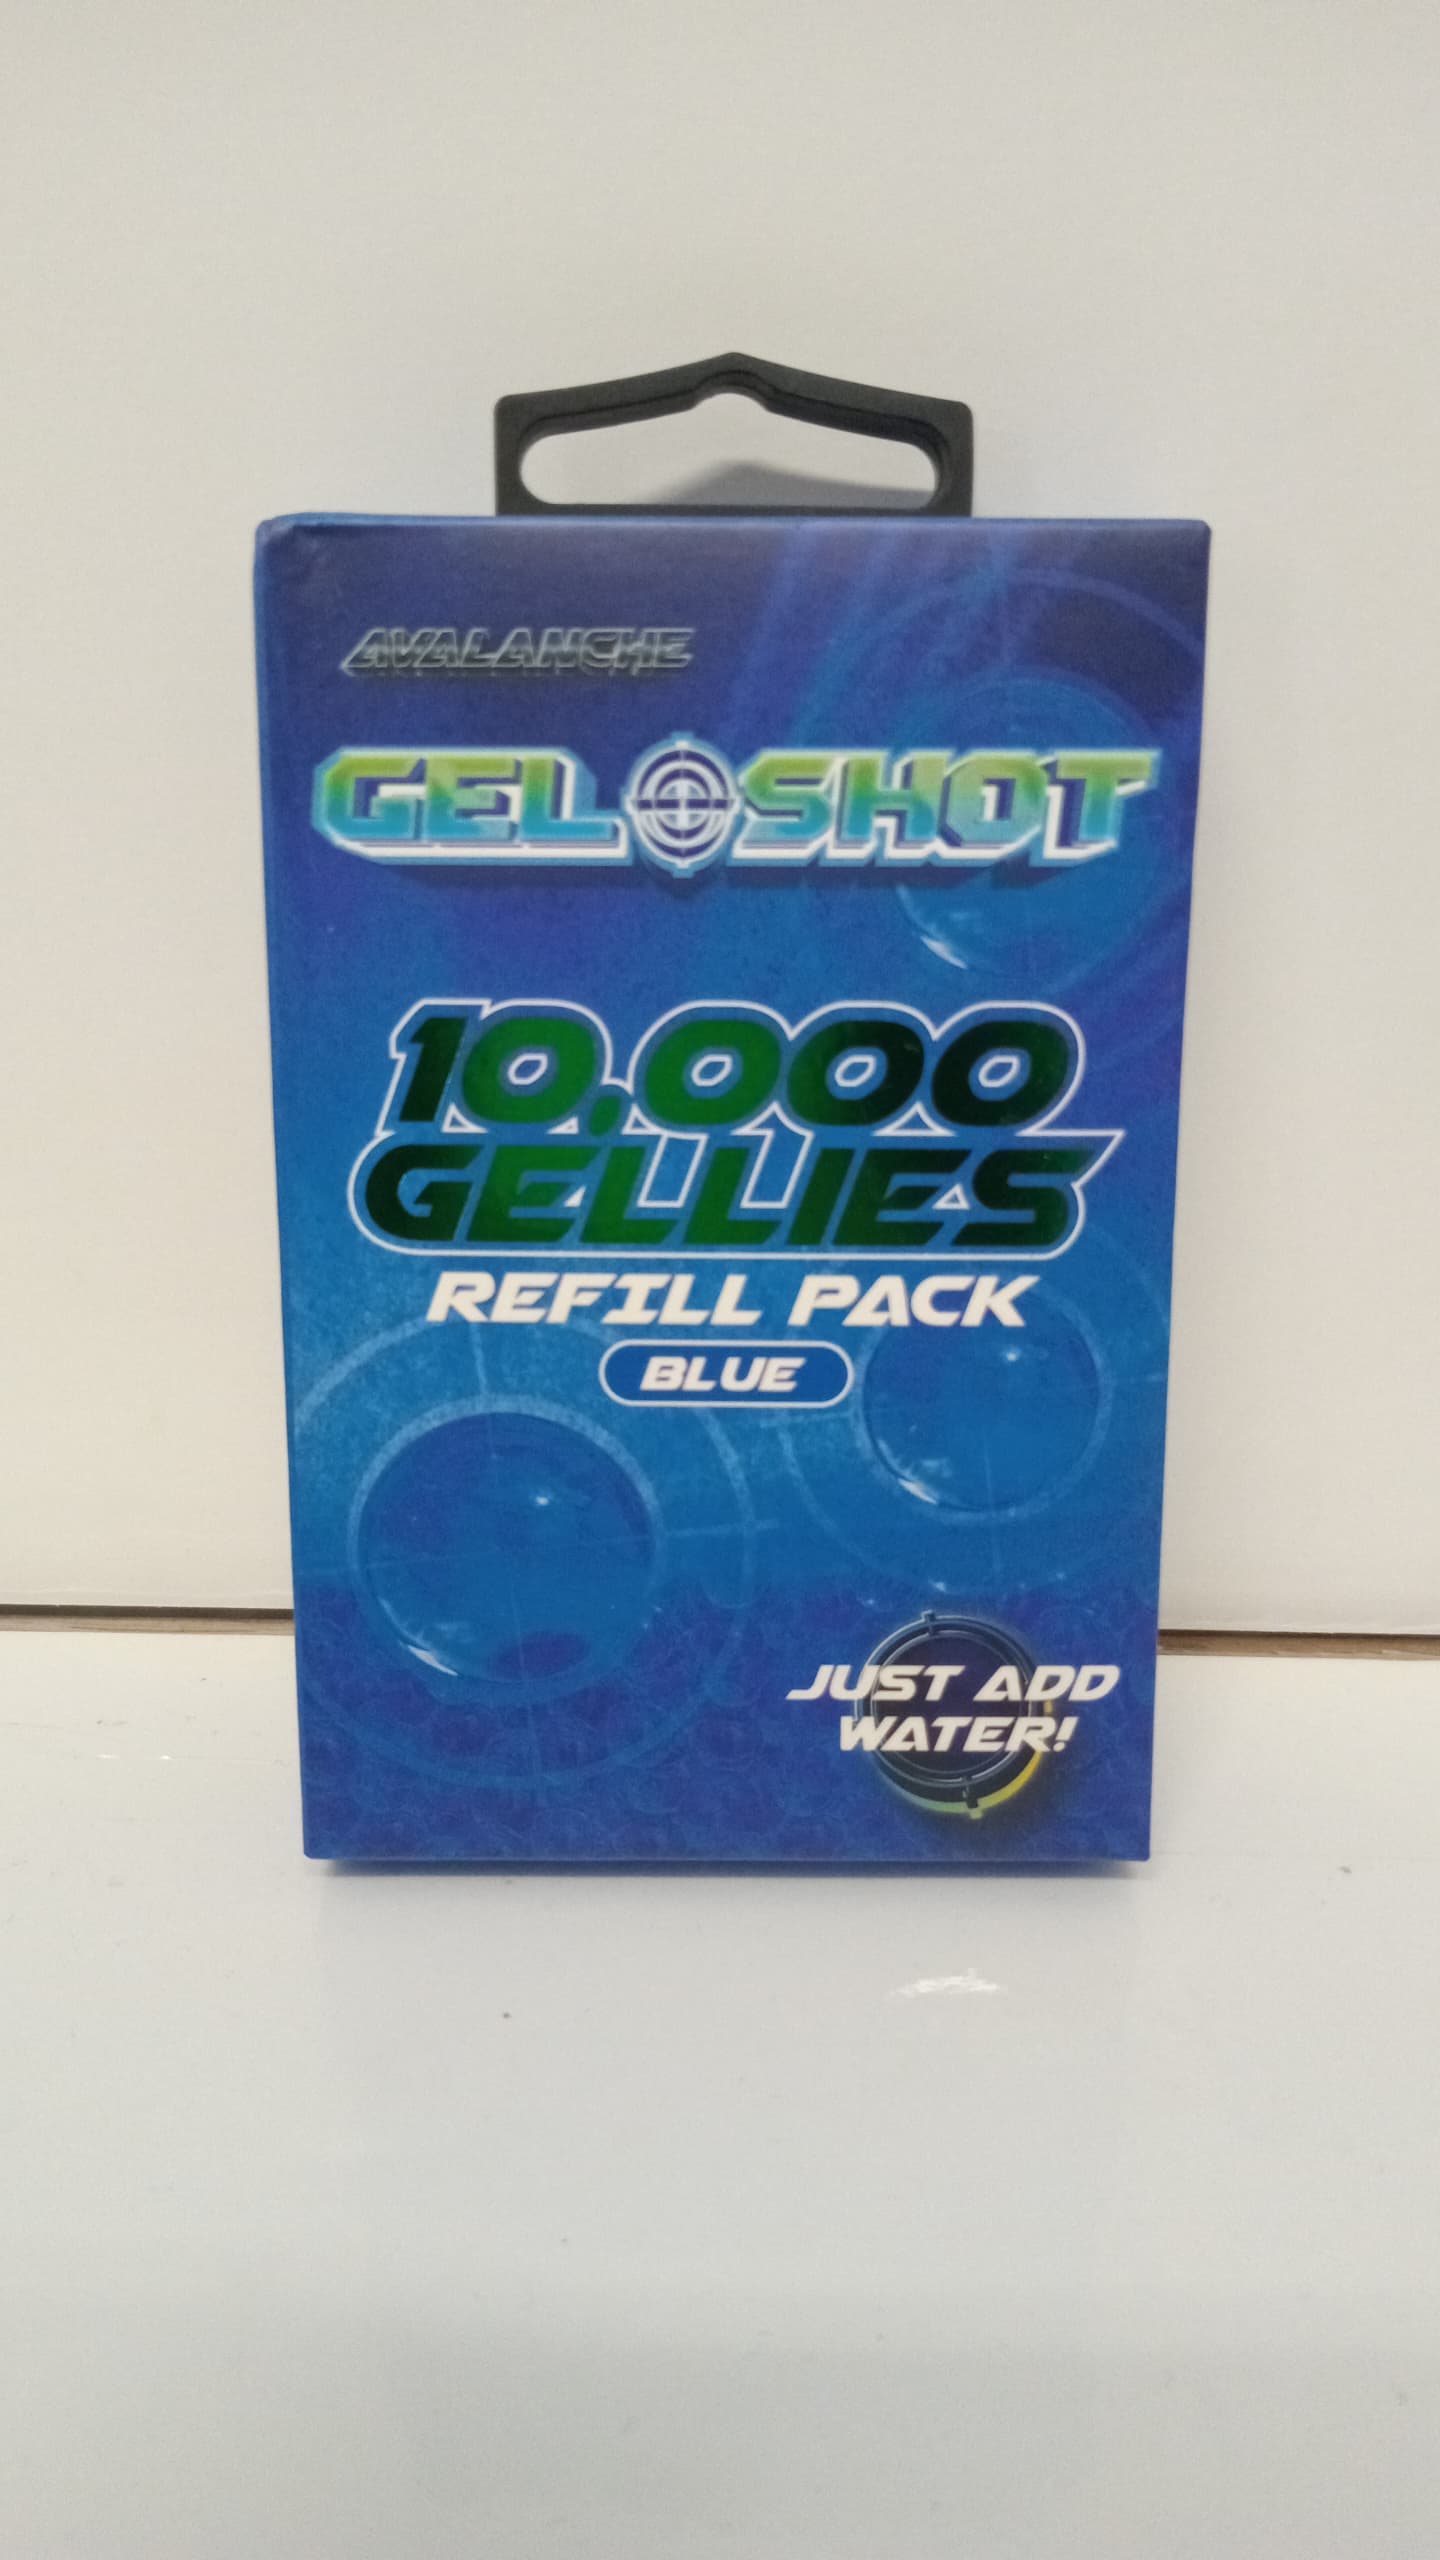 AVALANCHE
GEL SHOT
10,000
GELLIES
REFILL PACK
BLUE
JUST ADD
WATER!